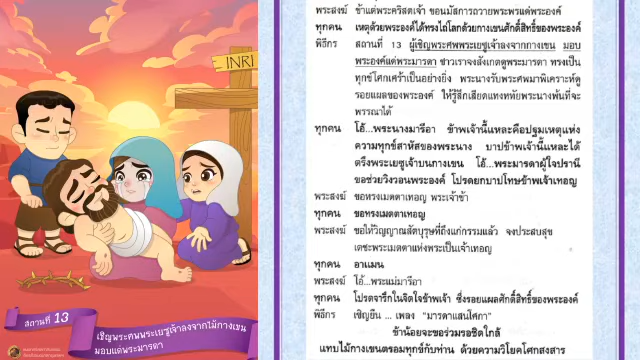 INRI
สถานที่ 13
เชิญพระศพพระเยซูเจ้าลงจากไม้กางเขน
มอบแด่พระมารดา
พระสงฆ์ ข้าแต่พระคริสตเจ้า ขอนมัสการถวายพระพรแด่พระองค์
ทุกคน เหตุด้วยพระองค์ได้ทรงไถ่โลกด้วยกางเขนศักดิ์สิทธิ์ของพระองค์
พิธีกร สถานที่ 13 ผู้เชิญพระศพพระเยซูเจ้าลงจากกางเขน มอบ
พระองค์แด่พระมารดา ชาวเราจงสังเกตดูพระมารดา ทรงเป็น
ทุกข์โศกเศร้าเป็นอย่างยิ่ง พระนางรับพระศพมาพิเคราะห์ดู
รอยแผลของพระองค์ ให้รู้สึกเสียดแทงหทัยพระนางพ้นที่จะ
พรรณาได้
ทุกคน โอ้...พระนางมารีอา ข้าพเจ้านี้แหละคือปฐมเหตุแห่ง
ความทุกข์สาหัสของพระนาง บาปข้าพเจ้านี้แหละได้
ตรึงพระเยซูเจ้าบนกางเขน โอ้...พระมารดาผู้ใจปรานี
ขอช่วยวิงวอนพระองค์ โปรดยกบาปโทษข้าพเจ้าเทอญ
พระสงฆ์ ขอทรงเมตตาเทอญ พระเจ้าข้า
ทุกคน ขอทรงเมตตาเทอญ
พระสงฆ์ ขอให้วิญญาณสัตบุรุษที่ถึงแก่กรรมแล้ว จงประสบสุข
เดชะพระเมตตาแห่งพระเป็นเจ้าเทอญ
ทุกคน อาแมน
พระสงฆ์ โอ้...พระแม่มารีอา
ทุกคน โปรดจารึกในจิตใจข้าพเจ้า ซึ่งรอยแผลศักดิ์สิทธิ์ของพระองค์
พิธีกร เชิญยืน ... เพลง "มารดาแสนโศกา"
ข้าน้อยจะขอร่วมรอชิดใกล้
แทบไม้กางเขนตรอมทุกข์กับท่าน ด้วยความวิโยคโศกสงสาร